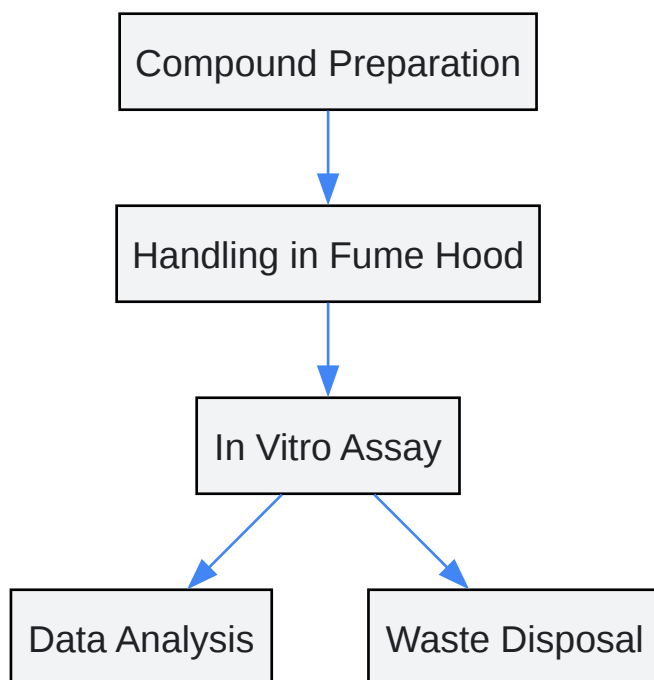 Compound Preparation
Handling in Fume Hood
In Vitro Assay
Data Analysis
Waste Disposal